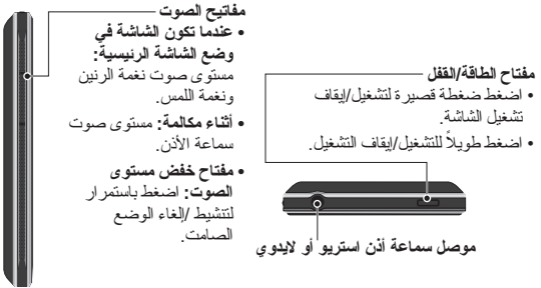 مفاتيح الصوت
• عندما تكون الشاشة في
وضع الشاشة الرئيسية:
مستوى صوت نغمة الرنين
ونغمة اللمس.
• أثناء مكالمة: مستوى صوت
سماعة الأذن.
• مفتاح خفض مستوى
الصوت: اضغط باستمرار
لتنشيط /إلغاء الوضع
الصامت.
مفتاح الطاقة/القفل
• اضغط ضغطة قصيرة لتشغيل/إيقاف
تشغيل الشاشة.
• اضغط طويلاً للتشغيل/إيقاف التشغيل.
موصل سماعة أذن استريو أو لايدوي